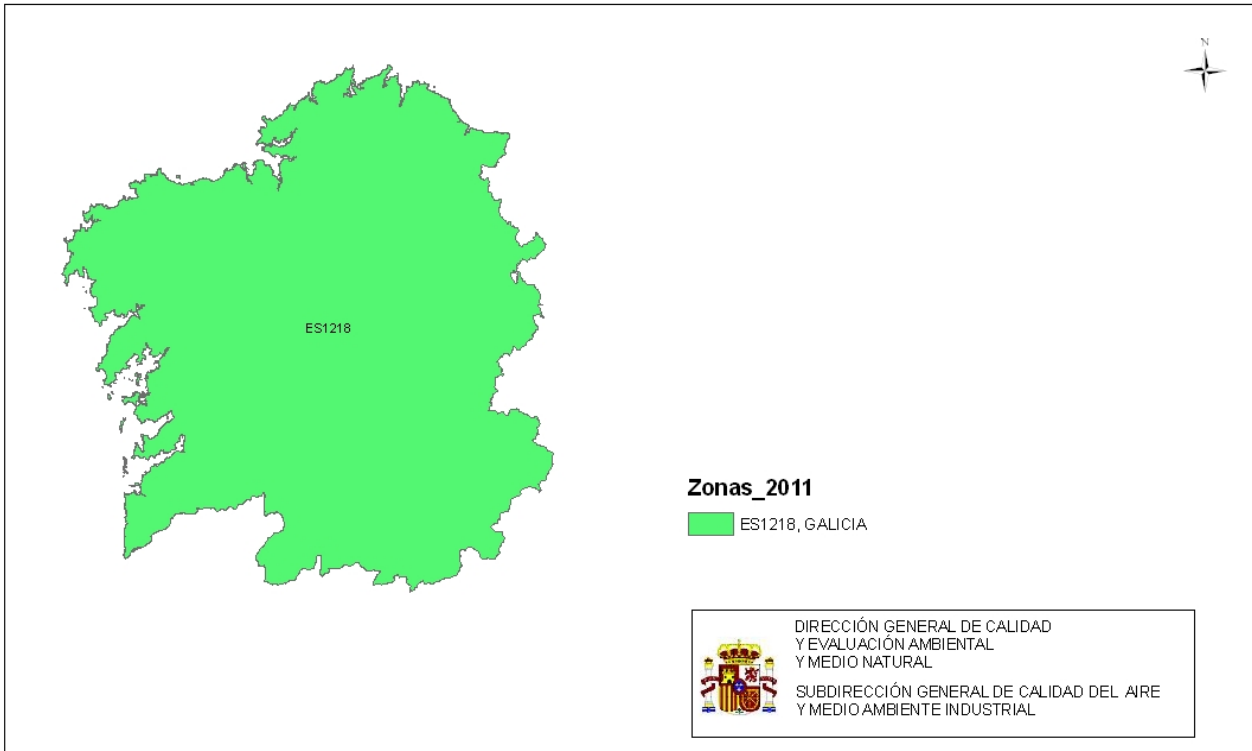 N
ES1218
Zonas_2011
ES1218, GALICIA
DIRECCIÓN GENERAL DE CALIDAD
Y EVALUACIÓN AMBIENTAL
Y MEDIO NATURAL
SUBDIRECCIÓN GENERAL DE CALIDAD DEL AIRE
Y MEDIO AMBIENTE INDUSTRIAL